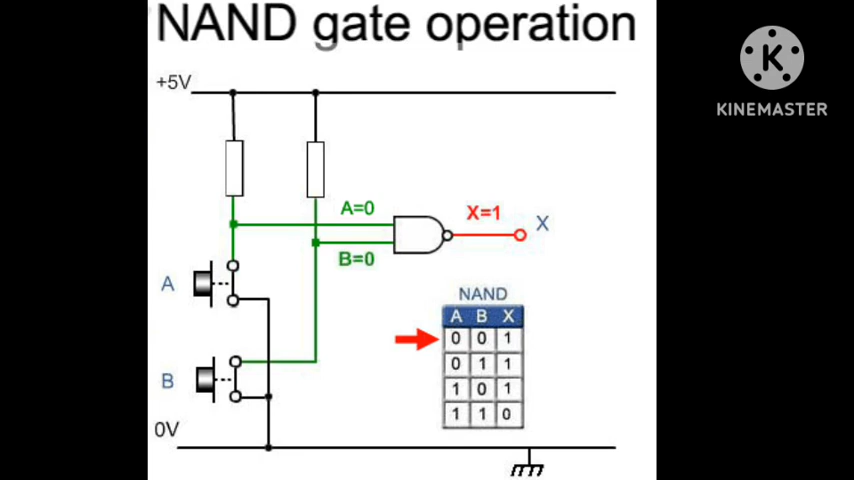 NAND gate operation
K
KINEMASTER
+5V
A=0
X=1
X
B=0
A
NAND
A B X
0 0 1
0 1 1
1 0 1
1 1 0
B
0V